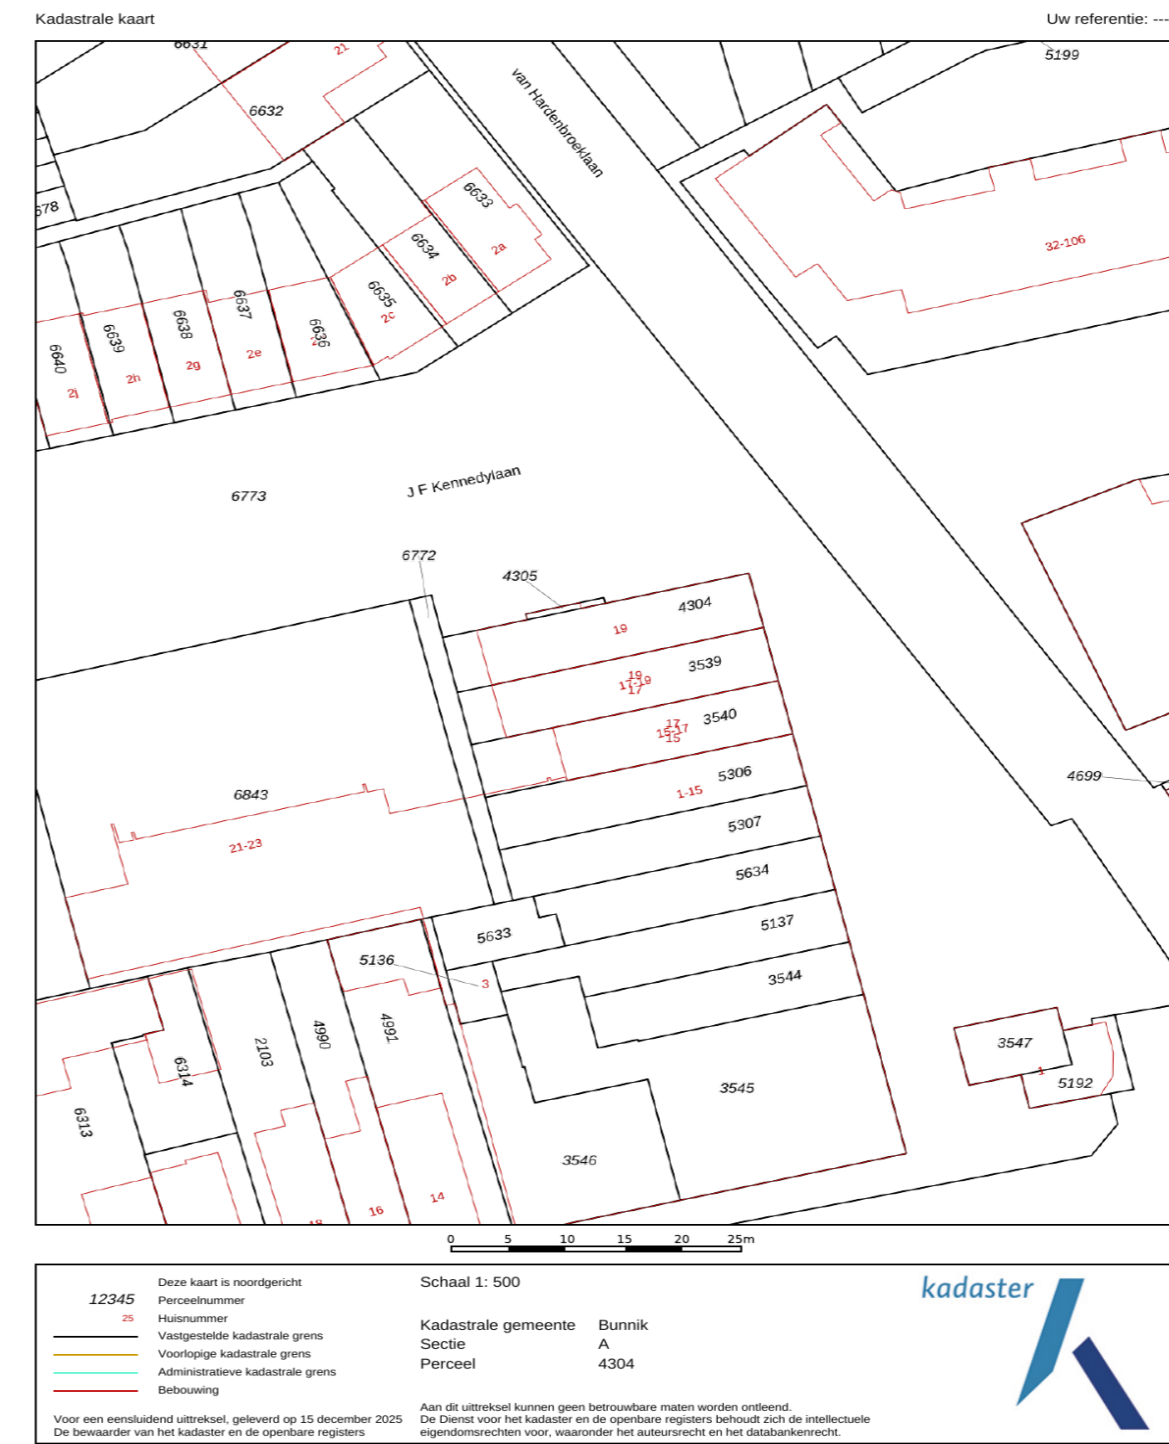 Kadastrale kaart
Uw referentie: ---
6631
21
5199
6632
van Hardenbroeklaan
678
6633
2a
6634
2b
32-106
6635
2c
6636
6637
2e
6638
2g
6639
2h
6640
2j
J F Kennedylaan
6773
6772
4305
4304
19
3539
19
17-19
17
3540
17
15-17
15
4699
5306
1-15
6843
5307
21-23
5634
5137
5633
5136
3
3544
4990
4991
2103
6314
3547
1
5192
3545
6313
3546
14
16
18
0 5 10 15 20 25m
Deze kaart is noordgericht
12345 Perceelnummer
25 Huisnummer
Vastgestelde kadastrale grens
Voorlopige kadastrale grens
Administratieve kadastrale grens
Bebouwing
Voor een eensluidend uittreksel, geleverd op 15 december 2025
De bewaarder van het kadaster en de openbare registers
Schaal 1: 500
Kadastrale gemeente Bunnik
Sectie A
Perceel 4304
Aan dit uittreksel kunnen geen betrouwbare maten worden ontleend.
De Dienst voor het kadaster en de openbare registers behoudt zich de intellectuele
eigendomsrechten voor, waaronder het auteursrecht en het databankenrecht.
kadaster